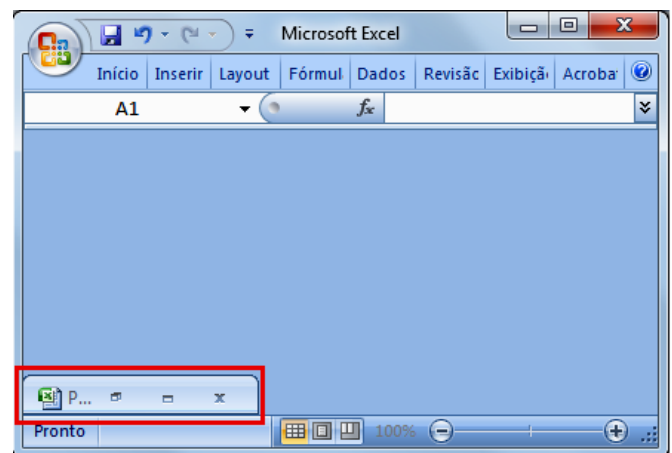 Microsoft Excel
Início Inserir Layout Fórmul Dados Revisãc Exibiçã Acroba
A1 fx
P...
Pronto 100%